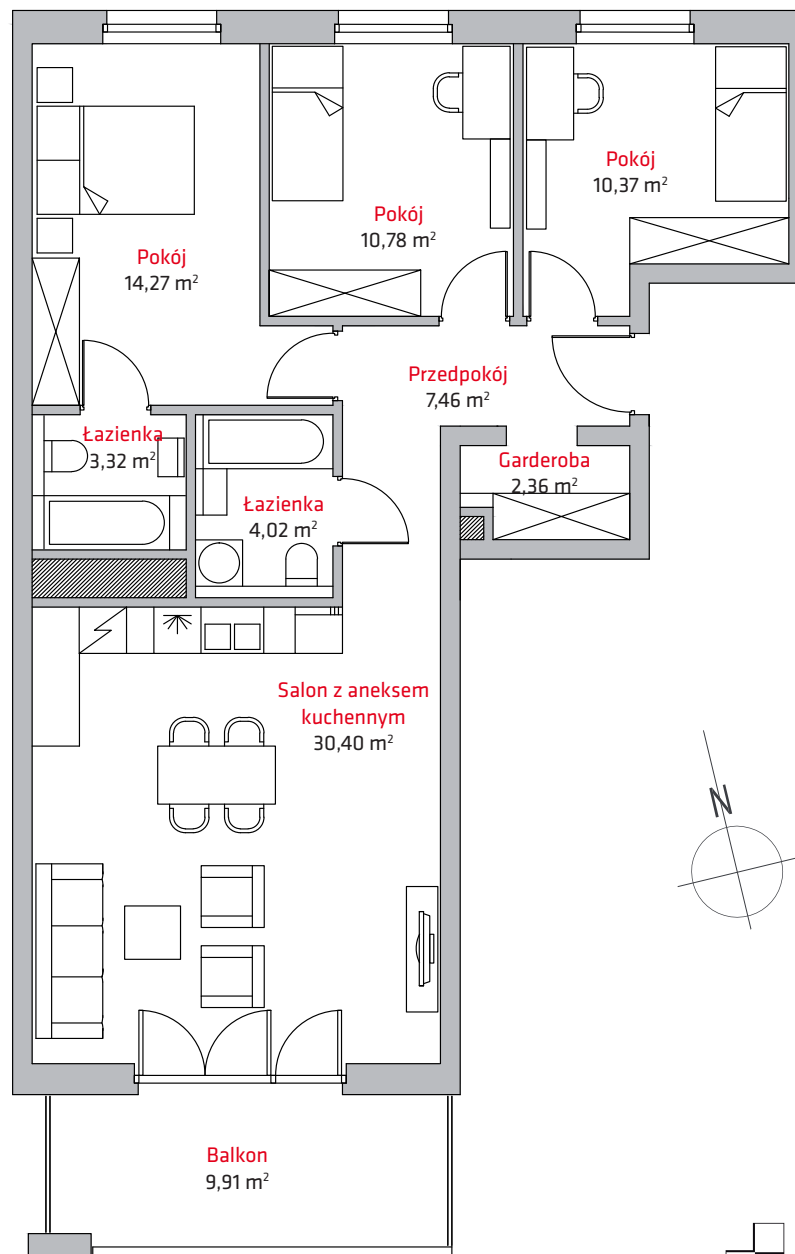 Pokój
10,37 m²
Pokój
10,78 m²
Pokój
14,27 m²
Przedpokój
7,46 m²
Łazienka
3,32 m²
Garderoba
2,36 m²
Łazienka
4,02 m²
Salon z aneksem
kuchennym
30,40 m²
N
Balkon
9,91 m²